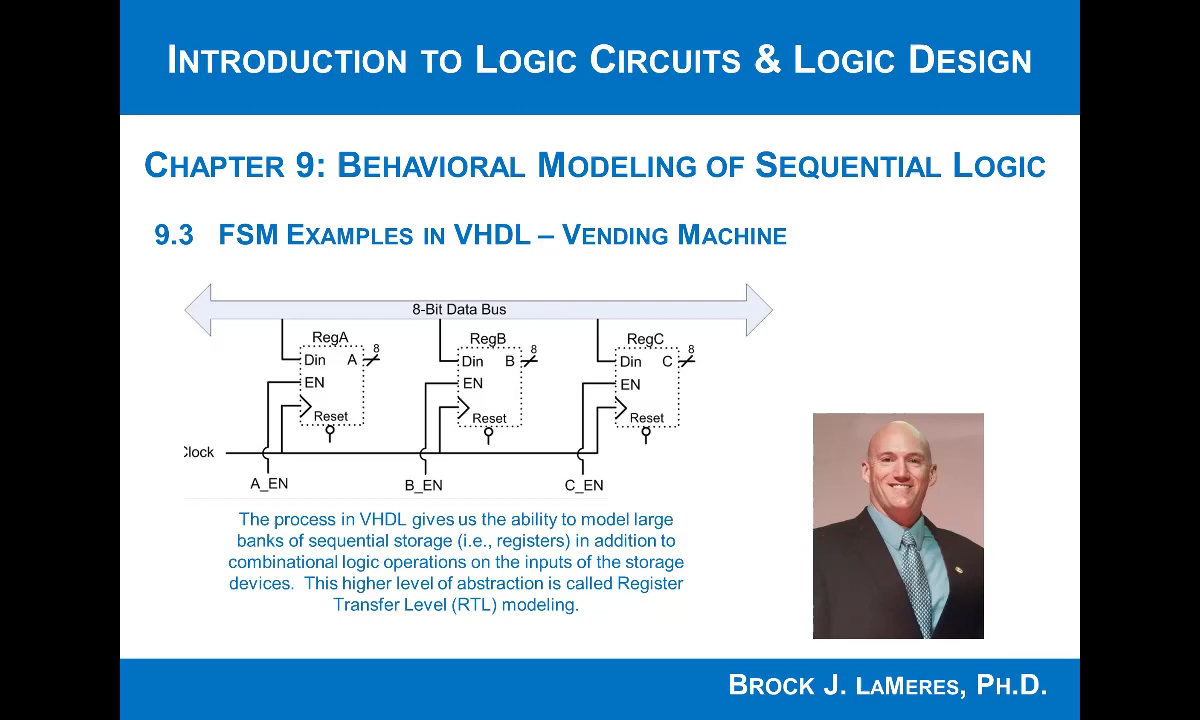 INTRODUCTION TO LOGIC CIRCUITS & LOGIC DESIGN
CHAPTER 9: BEHAVIORAL MODELING OF SEQUENTIAL LOGIC
9.3 FSM EXAMPLES IN VHDL – VENDING MACHINE
8-Bit Data Bus
RegA RegB RegC
8 8 8
Din A Din B Din C
EN EN EN
Reset Reset Reset
Clock
A_EN B_EN C_EN
The process in VHDL gives us the ability to model large
banks of sequential storage (i.e., registers) in addition to
combinational logic operations on the inputs of the storage
devices. This higher level of abstraction is called Register
Transfer Level (RTL) modeling.
BROCK J. LAMERES, PH.D.